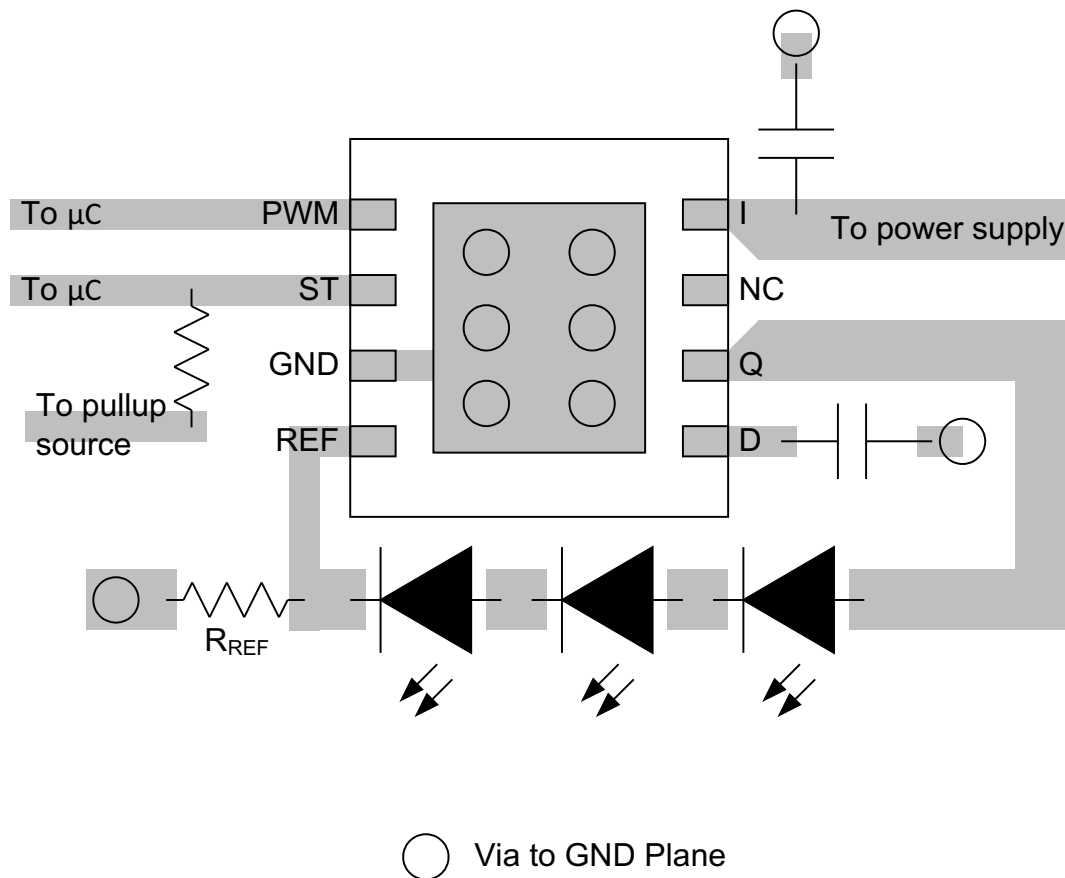 To μC
PWM
I
To power supply
To μC
ST
NC
GND
Q
To pullup
source
REF
D
RREF
Via to GND Plane